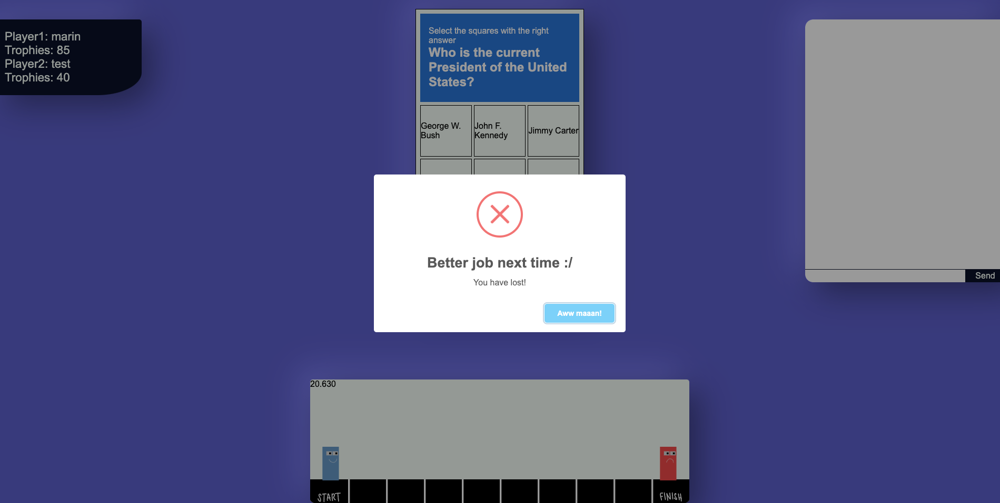 Player1: marin
Trophies: 85
Player2: test
Trophies: 40
Select the squares with the right
answer
Who is the current
President of the United
States?
George W.
Bush
John F.
Kennedy
Jimmy Carter
Better job next time :/
You have lost!
Aww maaan!
Send
20.630
START
FINISH